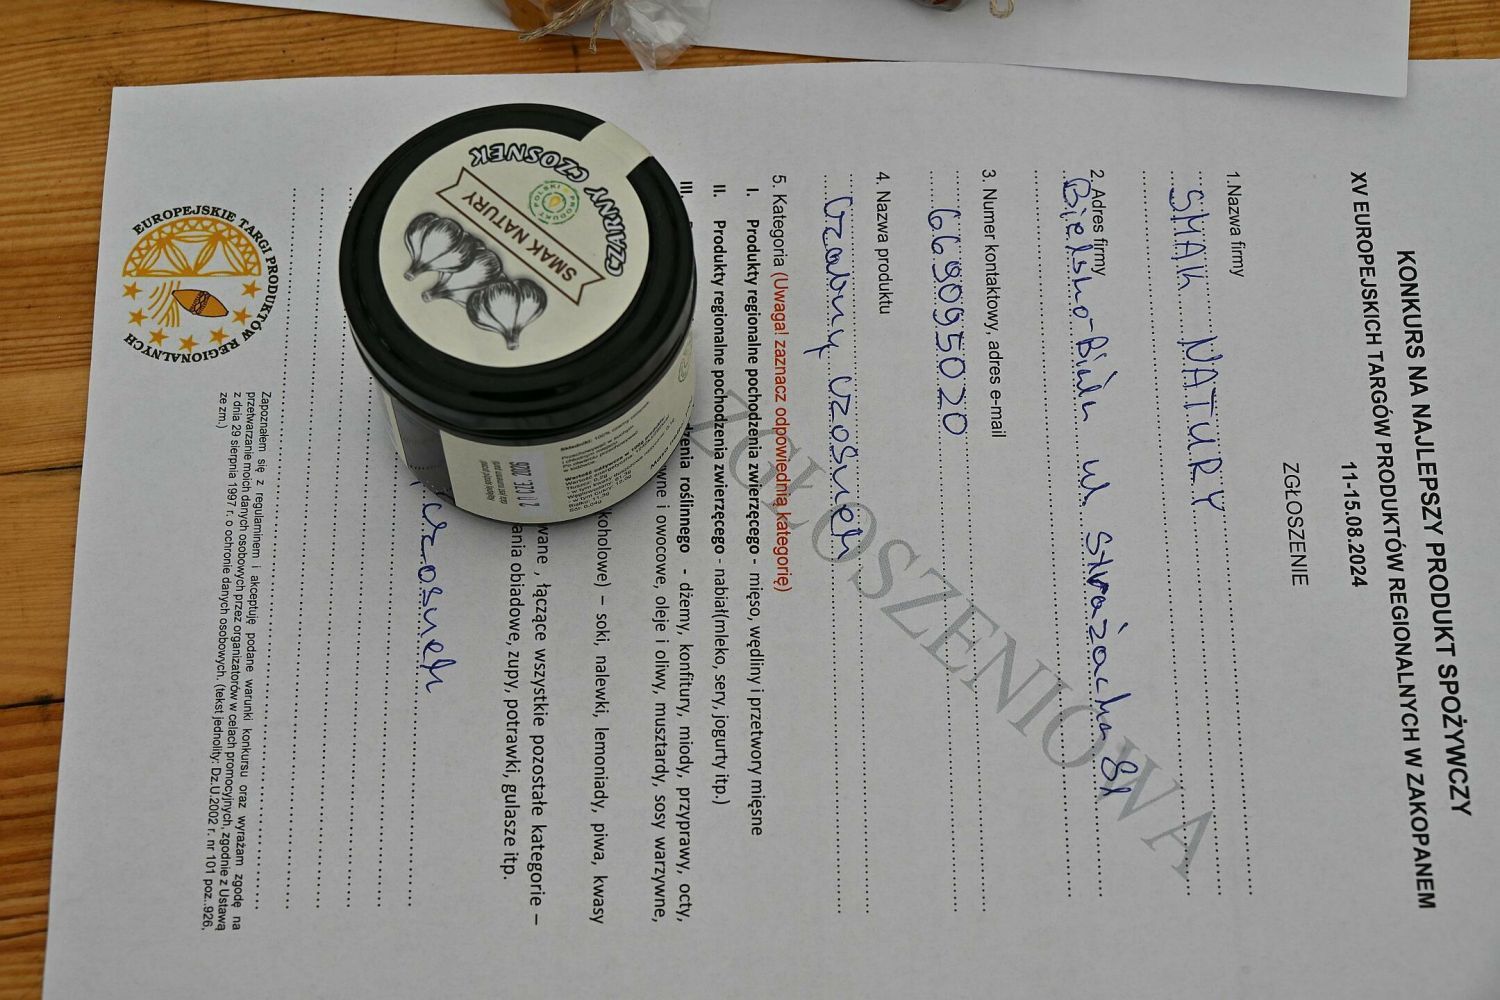 KONKURS NA NAJLEPSZY PRODUKT SPOŻYWCZY
XV EUROPEJSKICH TARGÓW PRODUKTÓW REGIONALNYCH W ZAKOPANEM
11-15.08.2024
ZGŁOSZENIE
1.Nazwa firmy
SMAK NATURY
2. Adres firmy
Bielsko-Biała ul Strażacka 81
3. Numer kontaktowy, adres e-mail
669095020
4. Nazwa produktu
Czarny czosnek
5. Kategoria (Uwaga! zaznacz odpowiednią kategorię)
I. Produkty regionalne pochodzenia zwierzęcego - mięso, wędliny i przetwory mięsne
II. Produkty regionalne pochodzenia zwierzęcego - nabiał(mleko, sery, jogurty itp.)
III. roślinnego - dżemy, konfitury, miody, przyprawy, octy,
i owocowe, oleje i oliwy, musztardy, sosy warzywne,
– soki, nalewki, lemoniady, piwa, kwasy
, łączące wszystkie pozostałe kategorie –
obiadowe, zupy, potrawki, gulasze itp.
czosnek
Zapoznałem się z regulaminem i akceptuję podane warunki konkursu oraz wyrażam zgodę na
przetwarzanie moich danych osobowych przez organizatorów w celach promocyjnych, zgodnie z Ustawą
z dnia 29 sierpnia 1997 r. o ochronie danych osobowych. (tekst jednolity: Dz.U.2002 r. nr 101 poz..926,
ze zm.)
EUROPEJSKIE TARGI PRODUKTÓW REGIONALNYCH
ZGŁOSZENIOWA
CZARNY CZOSNEK
PRODUKT POLSKI
SMAK NATURY
Składniki: 100% czarny